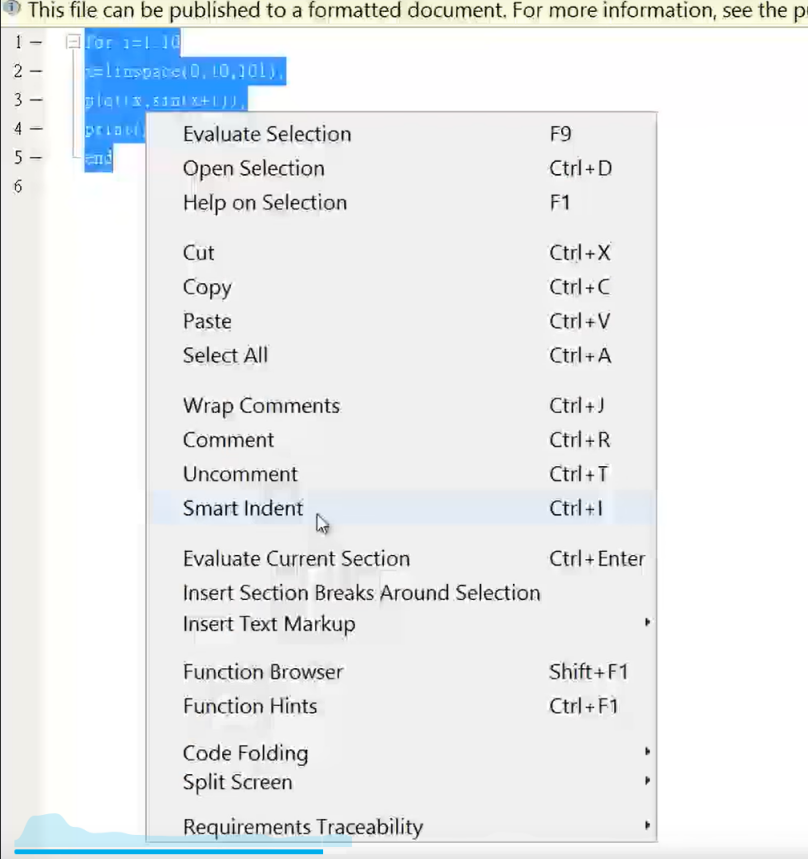 This file can be published to a formatted document. For more information, see the p
1 – for i=1:10
2 – x=linspace(0,10,101);
3 – plot(x,sin(x+i));
4 – print(
5 – end
6
Evaluate Selection F9
Open Selection Ctrl+D
Help on Selection F1
Cut Ctrl+X
Copy Ctrl+C
Paste Ctrl+V
Select All Ctrl+A
Wrap Comments Ctrl+J
Comment Ctrl+R
Uncomment Ctrl+T
Smart Indent Ctrl+I
Evaluate Current Section Ctrl+Enter
Insert Section Breaks Around Selection
Insert Text Markup
Function Browser Shift+F1
Function Hints Ctrl+F1
Code Folding
Split Screen
Requirements Traceability